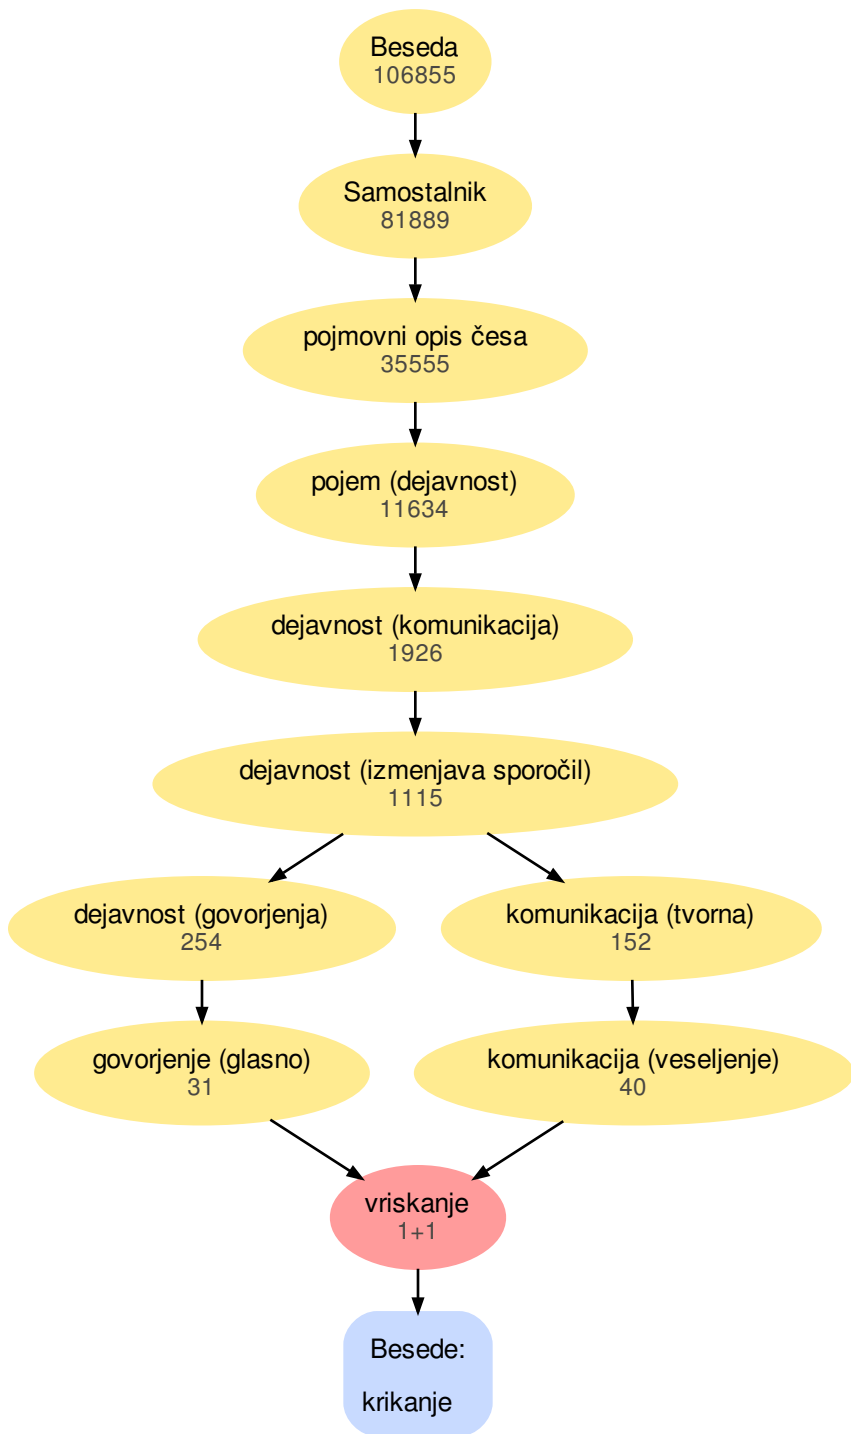 Beseda
106855
Samostalnik
81889
pojmovni opis česa
35555
pojem (dejavnost)
11634
dejavnost (komunikacija)
1926
dejavnost (izmenjava sporočil)
1115
dejavnost (govorjenja)
254
komunikacija (tvorna)
152
govorjenje (glasno)
31
komunikacija (veseljenje)
40
vriskanje
1+1
Besede:
krikanje